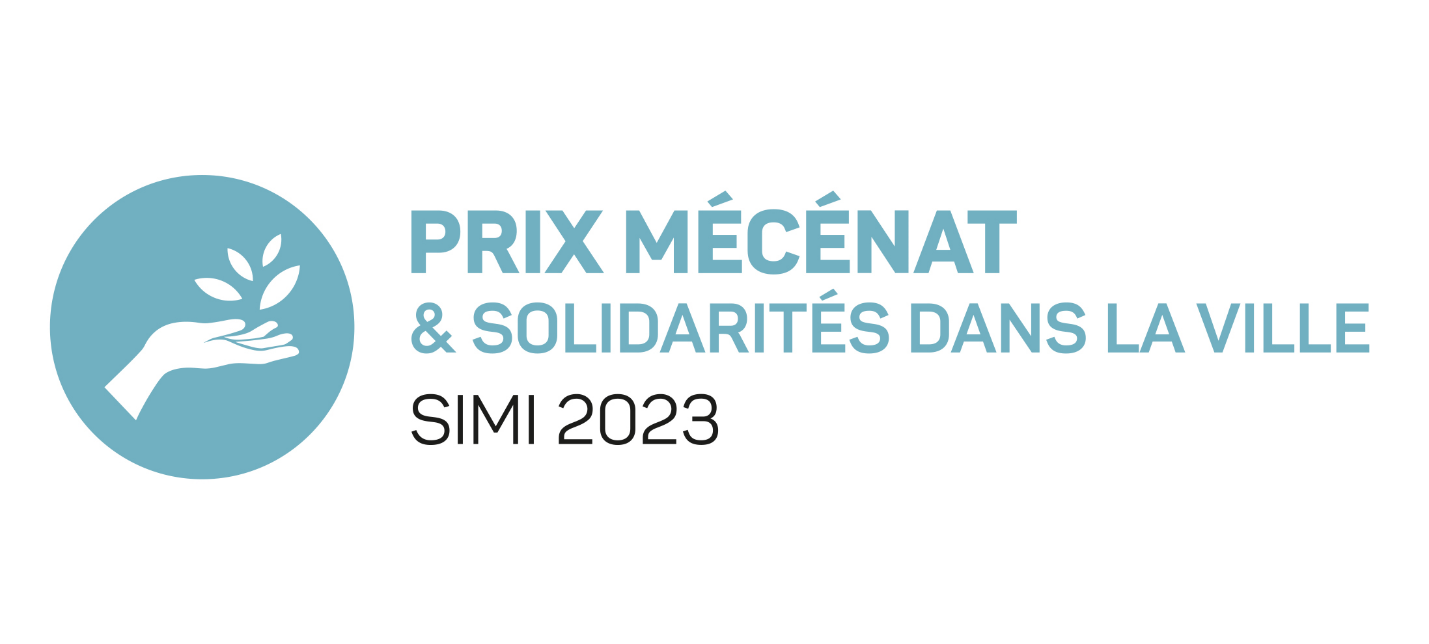 PRIX MÉCÉNAT
& SOLIDARITÉS DANS LA VILLE
SIMI 2023